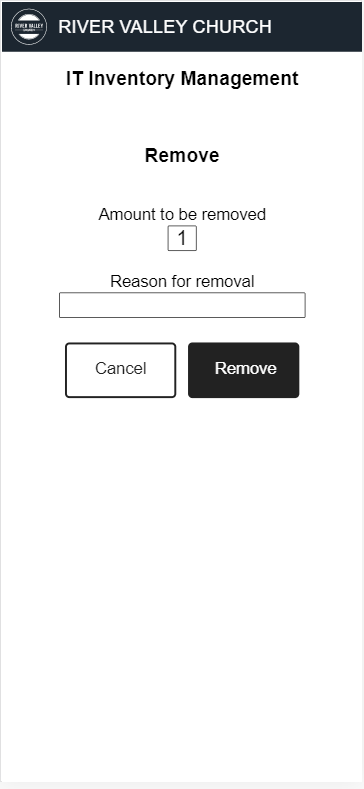 RIVER VALLEY
CHURCH
RIVER VALLEY CHURCH
IT Inventory Management
Remove
Amount to be removed
1
Reason for removal
Cancel Remove